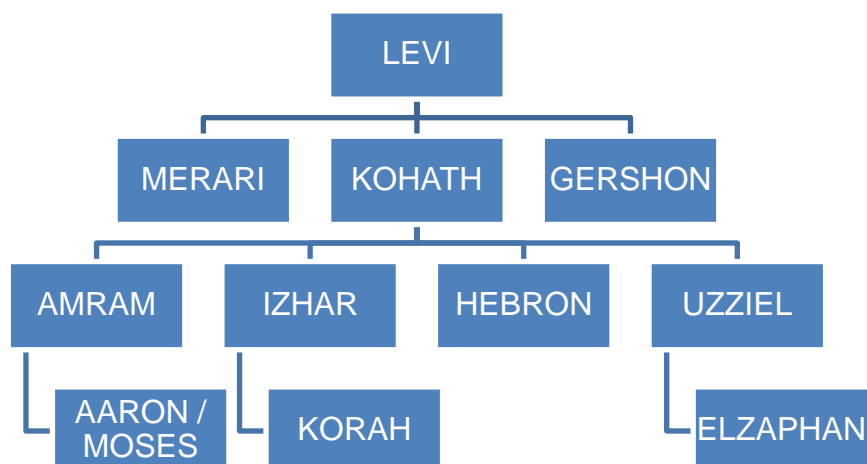 LEVI
MERARI
KOHATH
GERSHON
AMRAM
IZHAR
HEBRON
UZZIEL
AARON /
MOSES
KORAH
ELZAPHAN